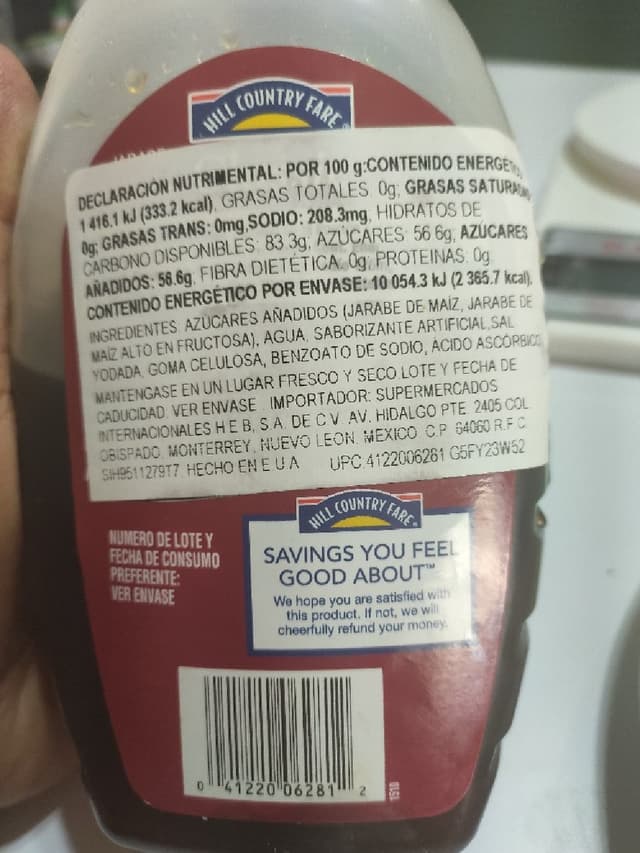 HILL COUNTRY FARE
DECLARACIÓN NUTRIMENTAL: POR 100 g:CONTENIDO
1 416.1 kJ (333.2 kcal), GRASAS TOTALES 0g; GRASAS
0g; GRASAS TRANS: 0mg,SODIO: 208.3mg, HIDRATOS DE
CARBONO DISPONIBLES: 83.3g; AZÚCARES: 56.6g, AZÚCARES
AÑADIDOS: 56.6g, FIBRA DIETÉTICA: 0g; PROTEINAS: 0g
CONTENIDO ENERGÉTICO POR ENVASE: 10 054.3 kJ (2 365.7 kcal).
INGREDIENTES: AZÚCARES AÑADIDOS (JARABE DE MAÍZ, JARABE DE
MAÍZ ALTO EN FRUCTOSA), AGUA, SABORIZANTE ARTIFICIAL,SAL
YODADA, GOMA CELULOSA, BENZOATO DE SODIO, ÁCIDO ASCÓRBICO
MANTENGASE EN UN LUGAR FRESCO Y SECO LOTE Y FECHA DE
CADUCIDAD: VER ENVASE. IMPORTADOR: SUPERMERCADOS
INTERNACIONALES H E B, S.A. DE C.V. AV. HIDALGO PTE. 2405 COL.
OBISPADO. MONTERREY, NUEVO LEON. MEXICO. C.P. 64060 R.F.C.
SIH9511279T7. HECHO EN E U A UPC:4122006281 G5FY23W52
HILL COUNTRY FARE
NUMERO DE LOTE Y
FECHA DE CONSUMO
PREFERENTE:
VER ENVASE
SAVINGS YOU FEEL
GOOD ABOUT™
We hope you are satisfied with
this product. If not, we will
cheerfully refund your money.
0 41220 06281 2
1510